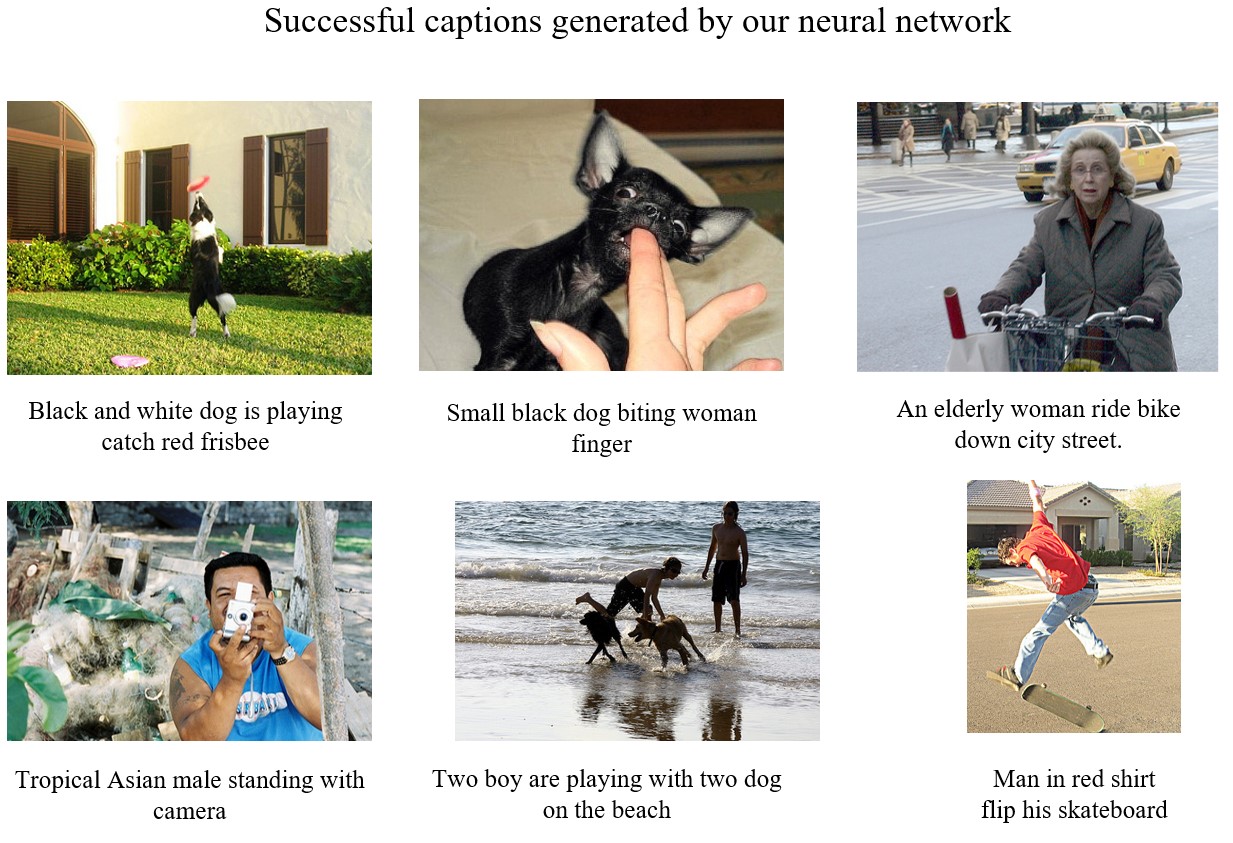 Successful captions generated by our neural network
Black and white dog is playing
catch red frisbee
Small black dog biting woman
finger
An elderly woman ride bike
down city street.
Tropical Asian male standing with
camera
Two boy are playing with two dog
on the beach
Man in red shirt
flip his skateboard